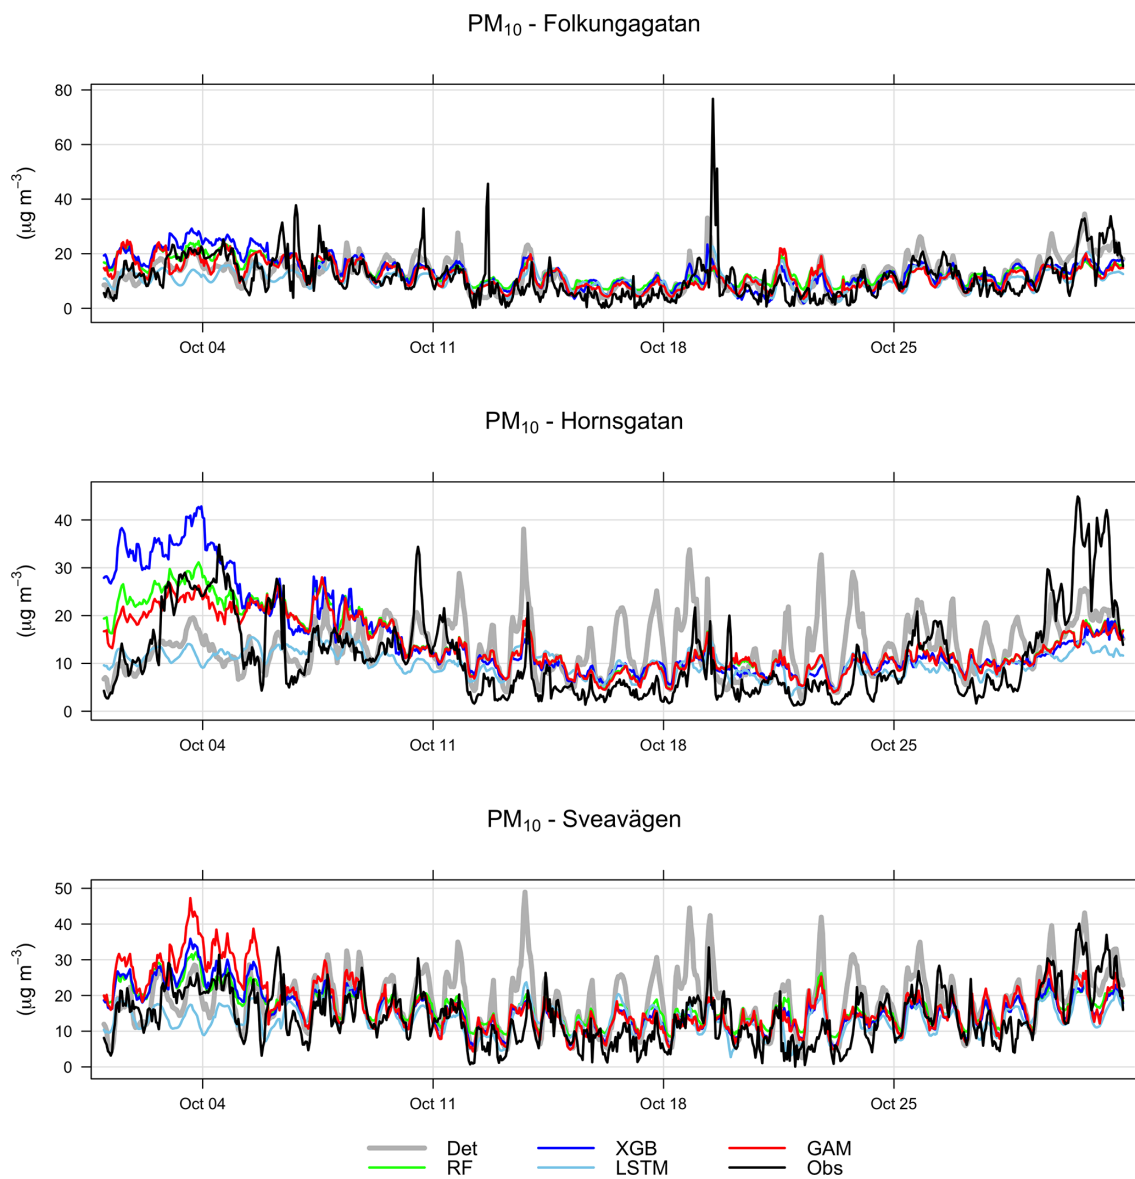 PM₁₀ - Folkungagatan
80
60
40
20
0
(μg m⁻³)
Oct 04 Oct 11 Oct 18 Oct 25
PM₁₀ - Hornsgatan
40
30
20
10
0
(μg m⁻³)
Oct 04 Oct 11 Oct 18 Oct 25
PM₁₀ - Sveavägen
50
40
30
20
10
0
(μg m⁻³)
Oct 04 Oct 11 Oct 18 Oct 25
Det XGB GAM
RF LSTM Obs